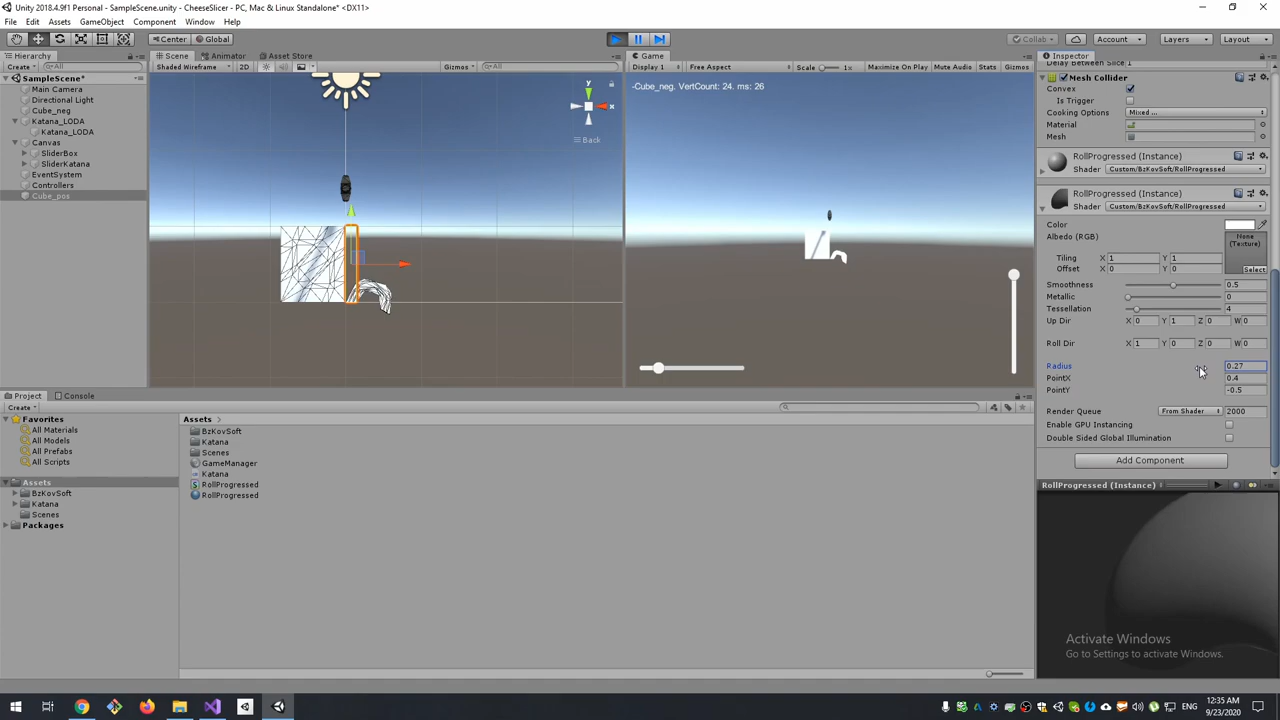 Unity 2018.4.9f1 Personal - SampleScene.unity - CheeseSlicer - PC, Mac & Linux Standalone* <DX11>
File Edit Assets GameObject Component Window Help
Center Global Collab Account Layers Layout
Hierarchy Scene Animator Asset Store Game Inspector
Create All Shaded Wireframe 2D Gizmos All Display 1 Free Aspect Scale 1x Maximize On Play Mute Audio Stats Gizmos Delay Between Slice 1
SampleScene* Mesh Collider
Main Camera y -Cube_neg. VertCount: 24. ms: 26 Convex
Directional Light Is Trigger
Cube_neg x Cooking Options Mixed ...
Katana_LODA Material
Katana_LODA Back Mesh
Canvas
SliderBox RollProgressed (Instance)
SliderKatana Shader Custom/BzKovSoft/RollProgressed
EventSystem
Controllers RollProgressed (Instance)
Cube_pos Shader Custom/BzKovSoft/RollProgressed
Color
Albedo (RGB) None
(Texture)
Tiling X 1 Y 1
Offset X 0 Y 0 Select
Smoothness 0.5
Metallic 0
Tessellation 4
Up Dir X 0 Y 1 Z 0 W 0
Roll Dir X 1 Y 0 Z 0 W 0
Radius 0.27
PointX 0.4
PointY -0.5
Project Console
Create Render Queue From Shader 2000
Favorites Assets Enable GPU Instancing
All Materials BzKovSoft Double Sided Global Illumination
All Models Katana
All Prefabs Scenes Add Component
All Scripts GameManager
Katana
Assets RollProgressed RollProgressed (Instance)
BzKovSoft RollProgressed
Katana
Scenes
Packages
Activate Windows
Go to Settings to activate Windows.
ENG 12:35 AM
9/23/2020